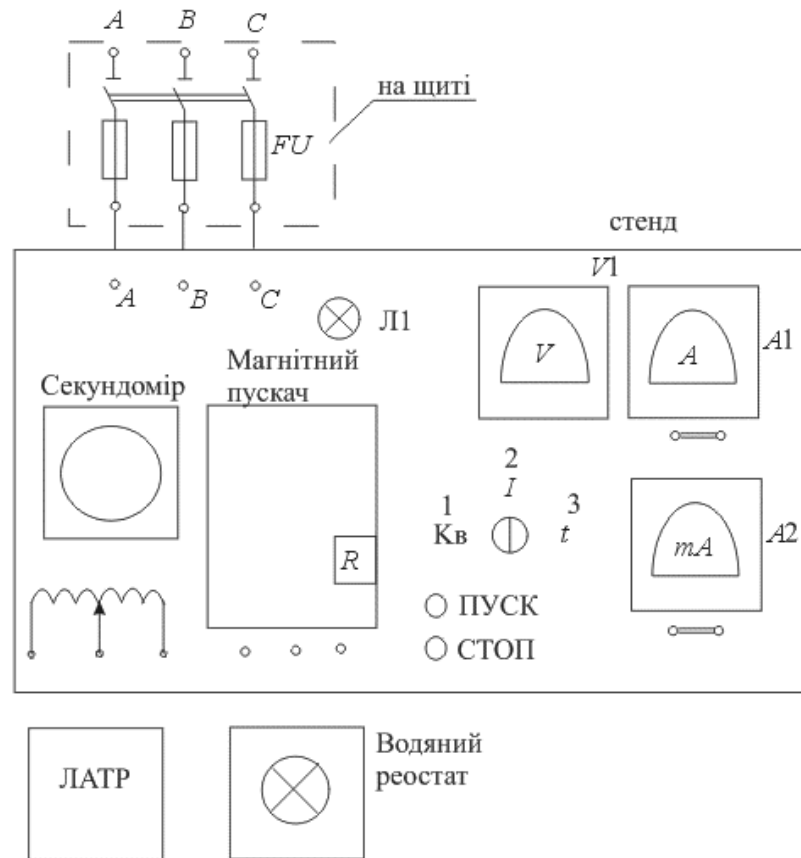 A B C
на щиті
FU
стенд
A B C
Л1
V1
V
A
A1
Магнітний
пускач
Секундомір
R
2
I
1
3
Кв
t
mA
A2
ПУСК
СТОП
ЛАТР
Водяний
реостат